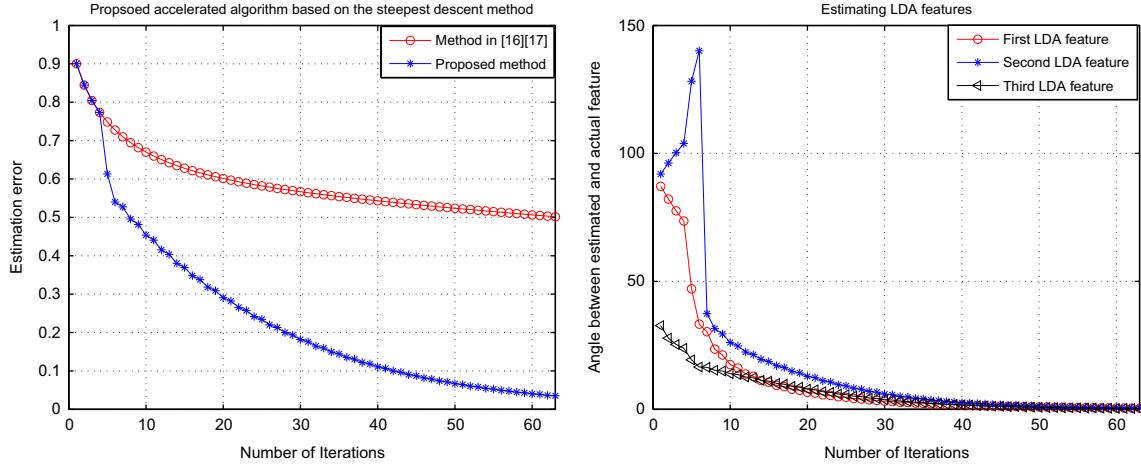 Propsoed accelerated algorithm based on the steepest descent method
Method in [16][17]
Proposed method
1
0.9
0.8
0.7
0.6
0.5
0.4
0.3
0.2
0.1
0
Estimation error
0 10 20 30 40 50 60
Number of Iterations
Estimating LDA features
First LDA feature
Second LDA feature
Third LDA feature
150
100
50
0
Angle between estimated and actual feature
0 10 20 30 40 50 60
Number of Iterations